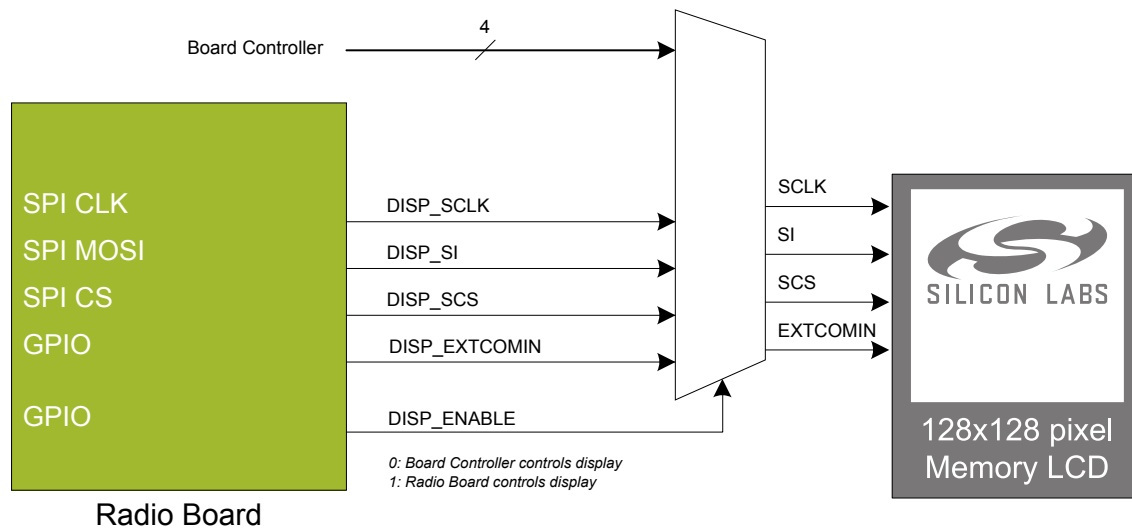 4
Board Controller
SPI CLK
SPI MOSI
SPI CS
GPIO
GPIO
DISP_SCLK
DISP_SI
DISP_SCS
DISP_EXTCOMIN
DISP_ENABLE
0: Board Controller controls display
1: Radio Board controls display
Radio Board
SCLK
SI
SCS
EXTCOMIN
SILICON LABS
128x128 pixel
Memory LCD